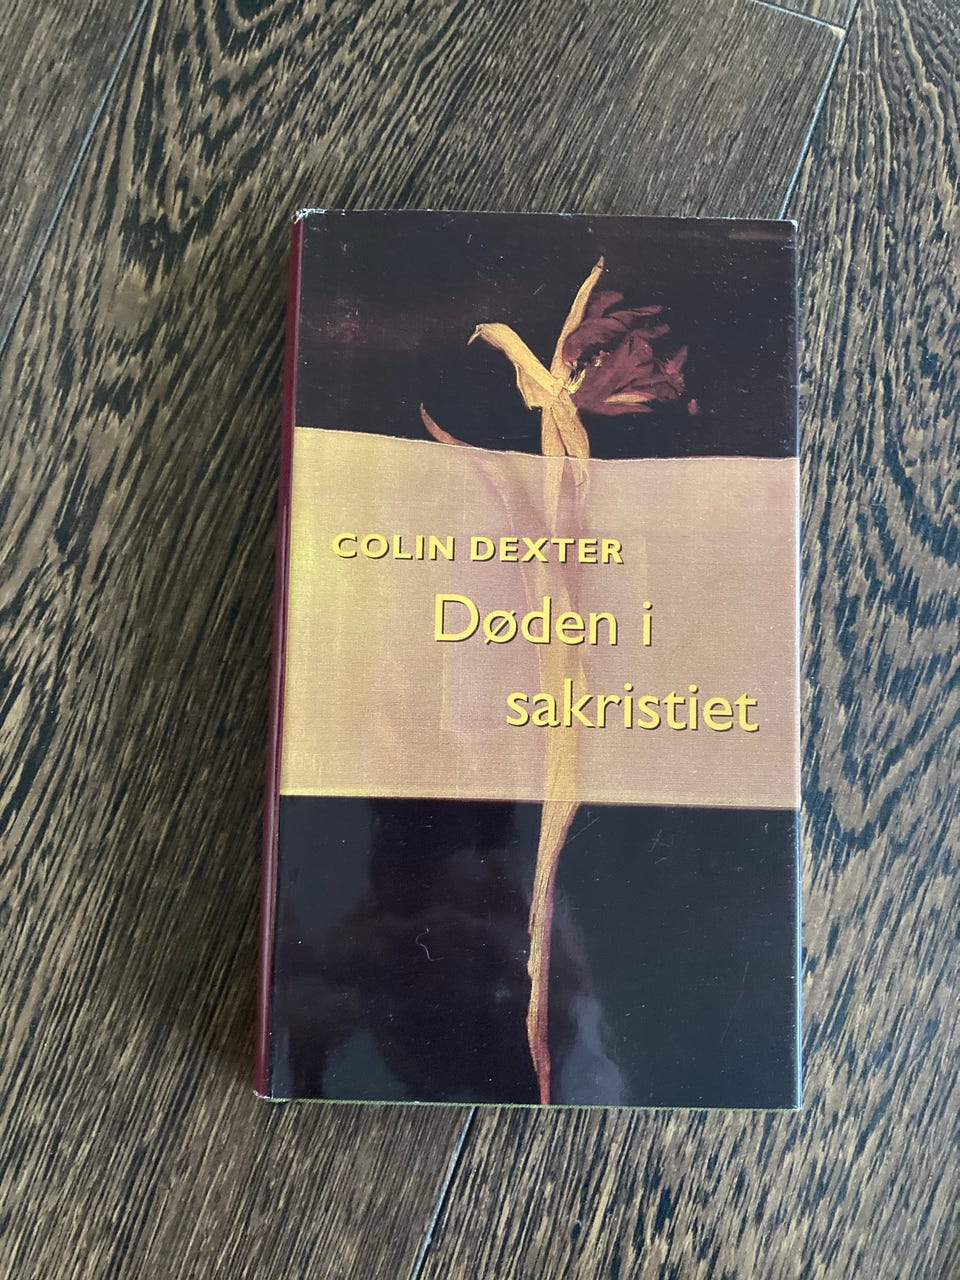 COLIN DEXTER
Døden i
sakristiet